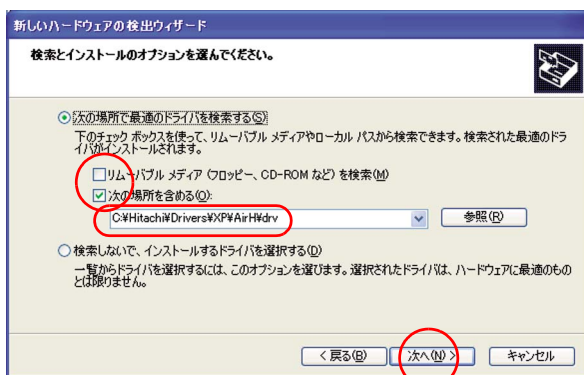 新しいハードウェアの検出ウィザード
検索とインストールのオプションを選んでください。
次の場所で最適のドライバを検索する(S)
下のチェック ボックスを使って、リムーバブル メディアやローカル パスから検索できます。検索された最適のドラ
イバがインストールされます。
リムーバブル メディア (フロッピー、CD-ROM など) を検索(M)
次の場所を含める(O):
C:¥Hitachi¥Drivers¥XP¥AirH¥drv
参照(R)
検索しないで、インストールするドライバを選択する(D)
一覧からドライバを選択するには、このオプションを選びます。選択されたドライバは、ハードウェアに最適のもの
とは限りません。
< 戻る(B)
次へ(N) >
キャンセル